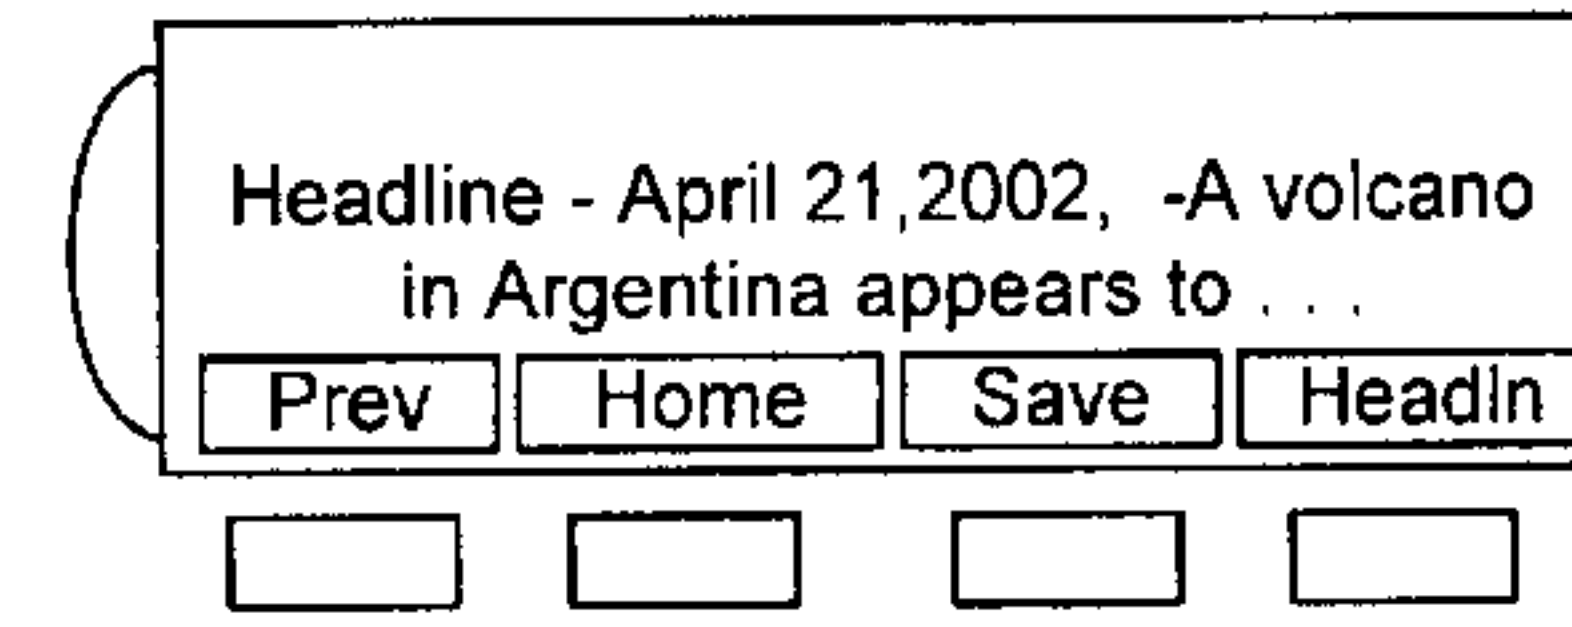 Headline - April 21,2002, -A volcano
in Argentina appears to . . .
Prev Home Save Headln